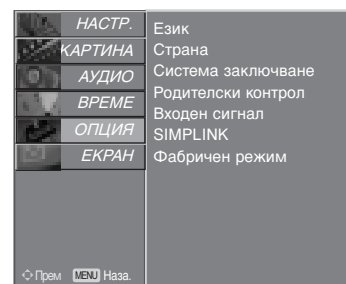 НАСТР.
КАРТИНА
АУДИО
ВРЕМЕ
ОПЦИЯ
ЕКРАН
Език
Страна
Система заключване
Родителски контрол
Входен сигнал
SIMPLINK
Фабричен режим
Прем MENU Наза.